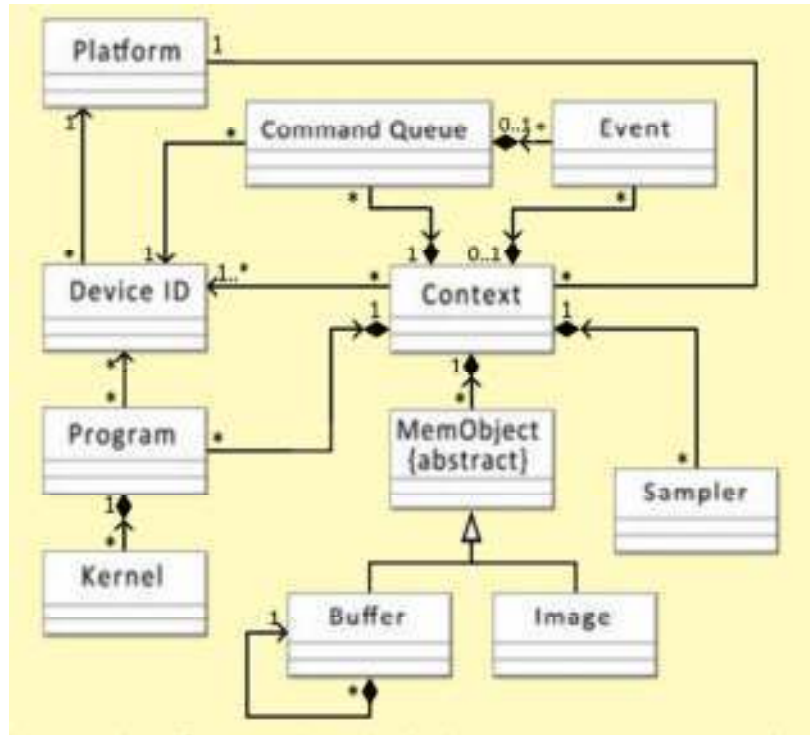 Platform
1
1
Command Queue
0..1
*
Event
*
*
*
*
1
*
1
0..1
Device ID
1..*
*
Context
*
1
1
*
*
1
Program
*
*
MemObject
{abstract}
*
Sampler
1
*
Kernel
1
Buffer
Image
*